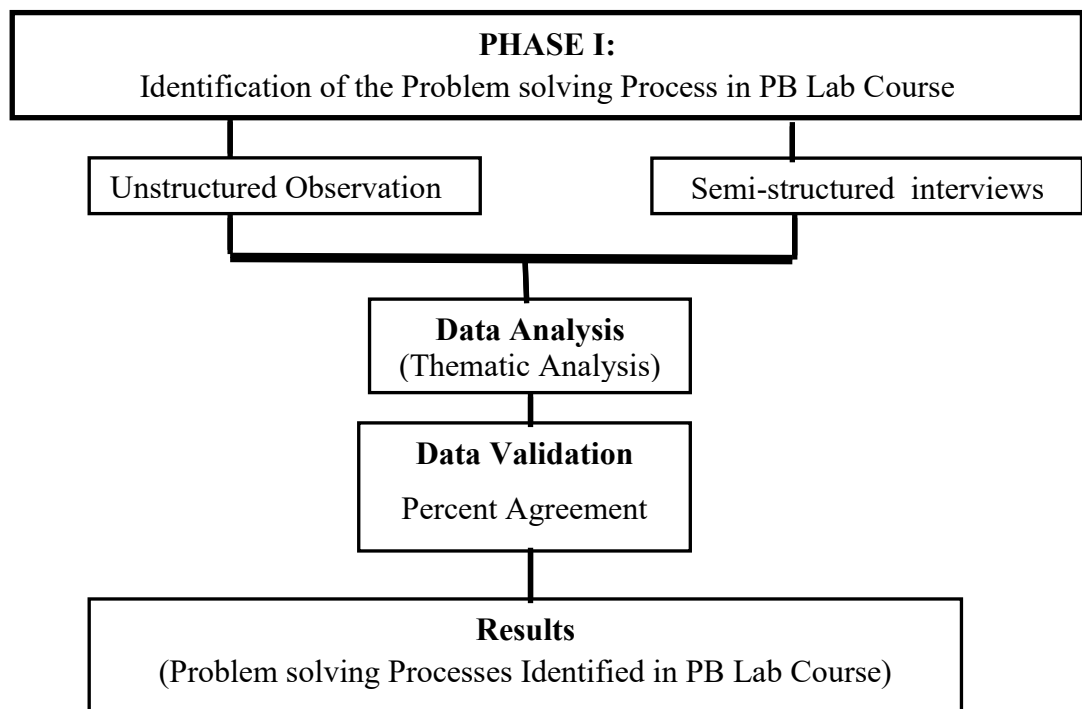 PHASE I:
Identification of the Problem solving Process in PB Lab Course
Unstructured Observation
Semi-structured interviews
Data Analysis
(Thematic Analysis)
Data Validation
Percent Agreement
Results
(Problem solving Processes Identified in PB Lab Course)